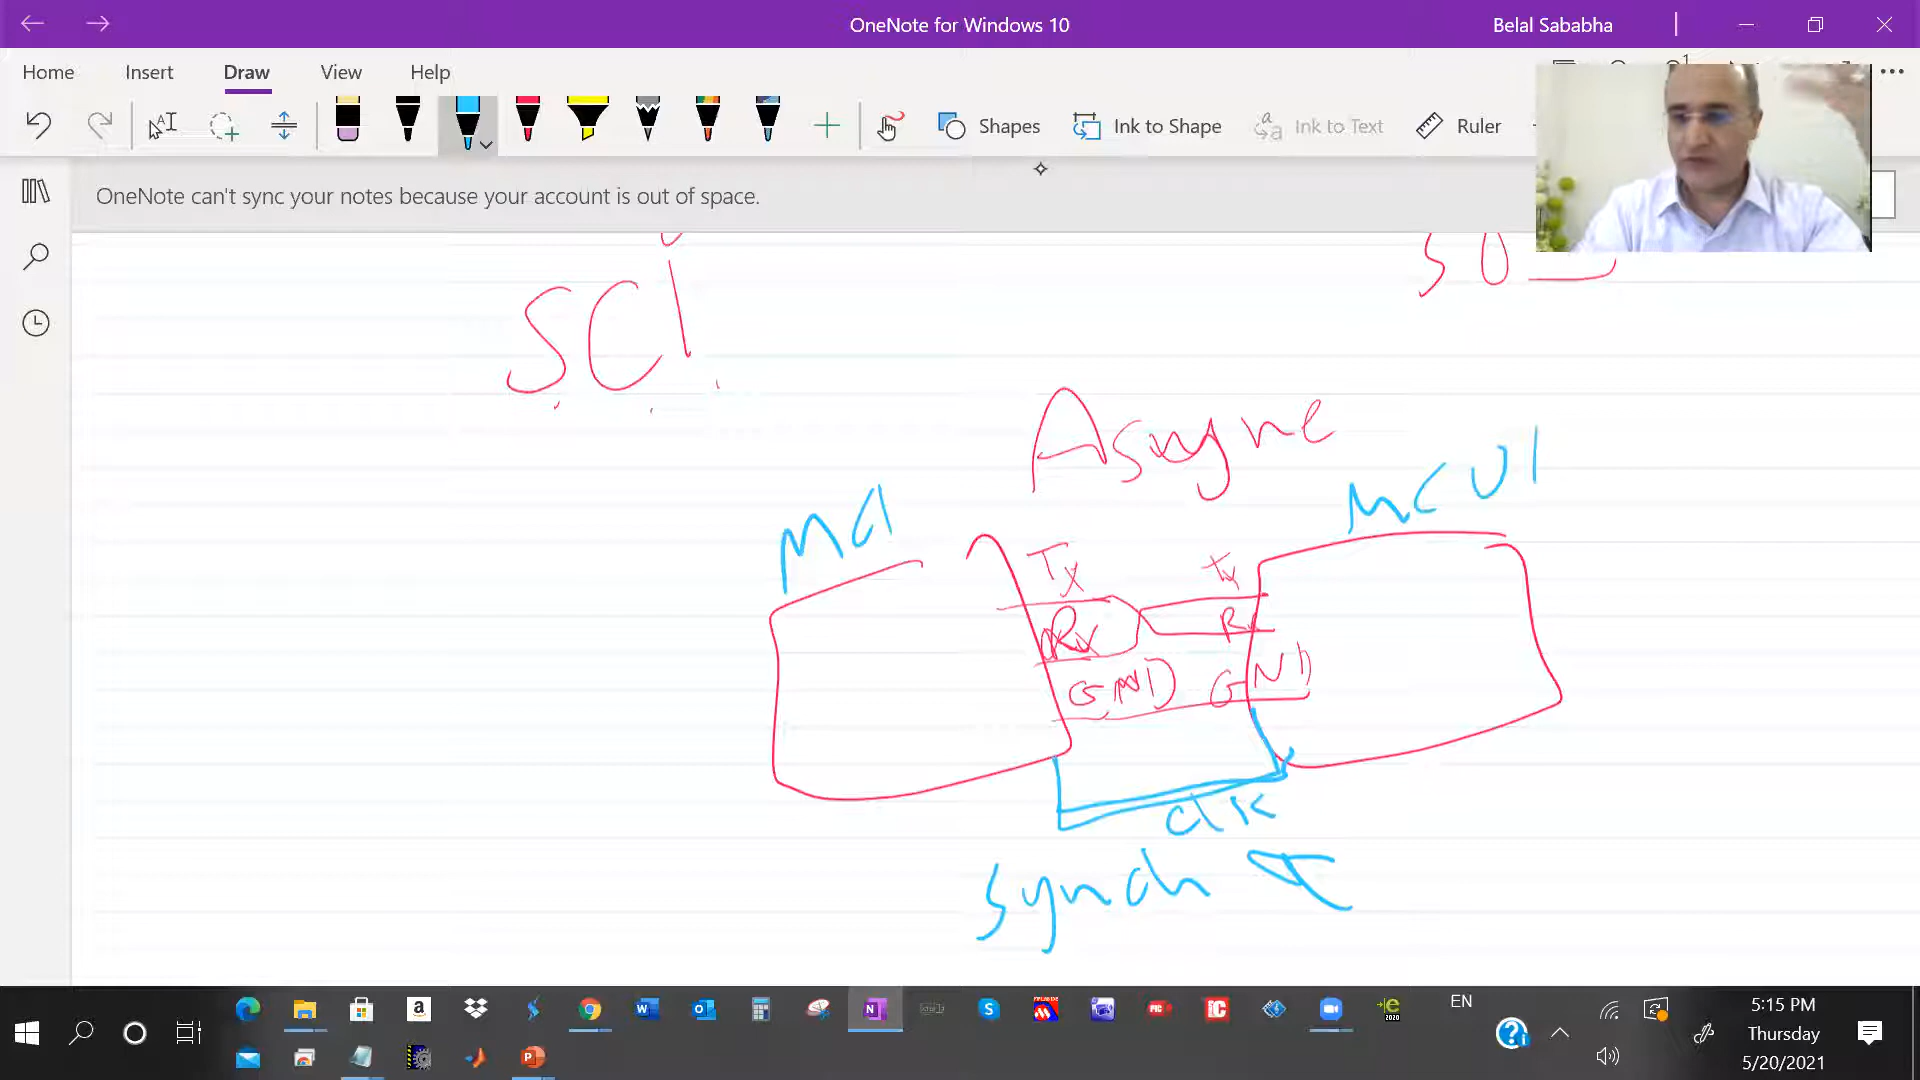 OneNote for Windows 10
Belal Sababha
Home Insert Draw View Help
Shapes Ink to Shape Ink to Text Ruler
OneNote can't sync your notes because your account is out of space.
SCI
Async
MCU1
Tx Tx
Rx Rx
GND GND
clk
Synch
EN
5:15 PM
Thursday
5/20/2021